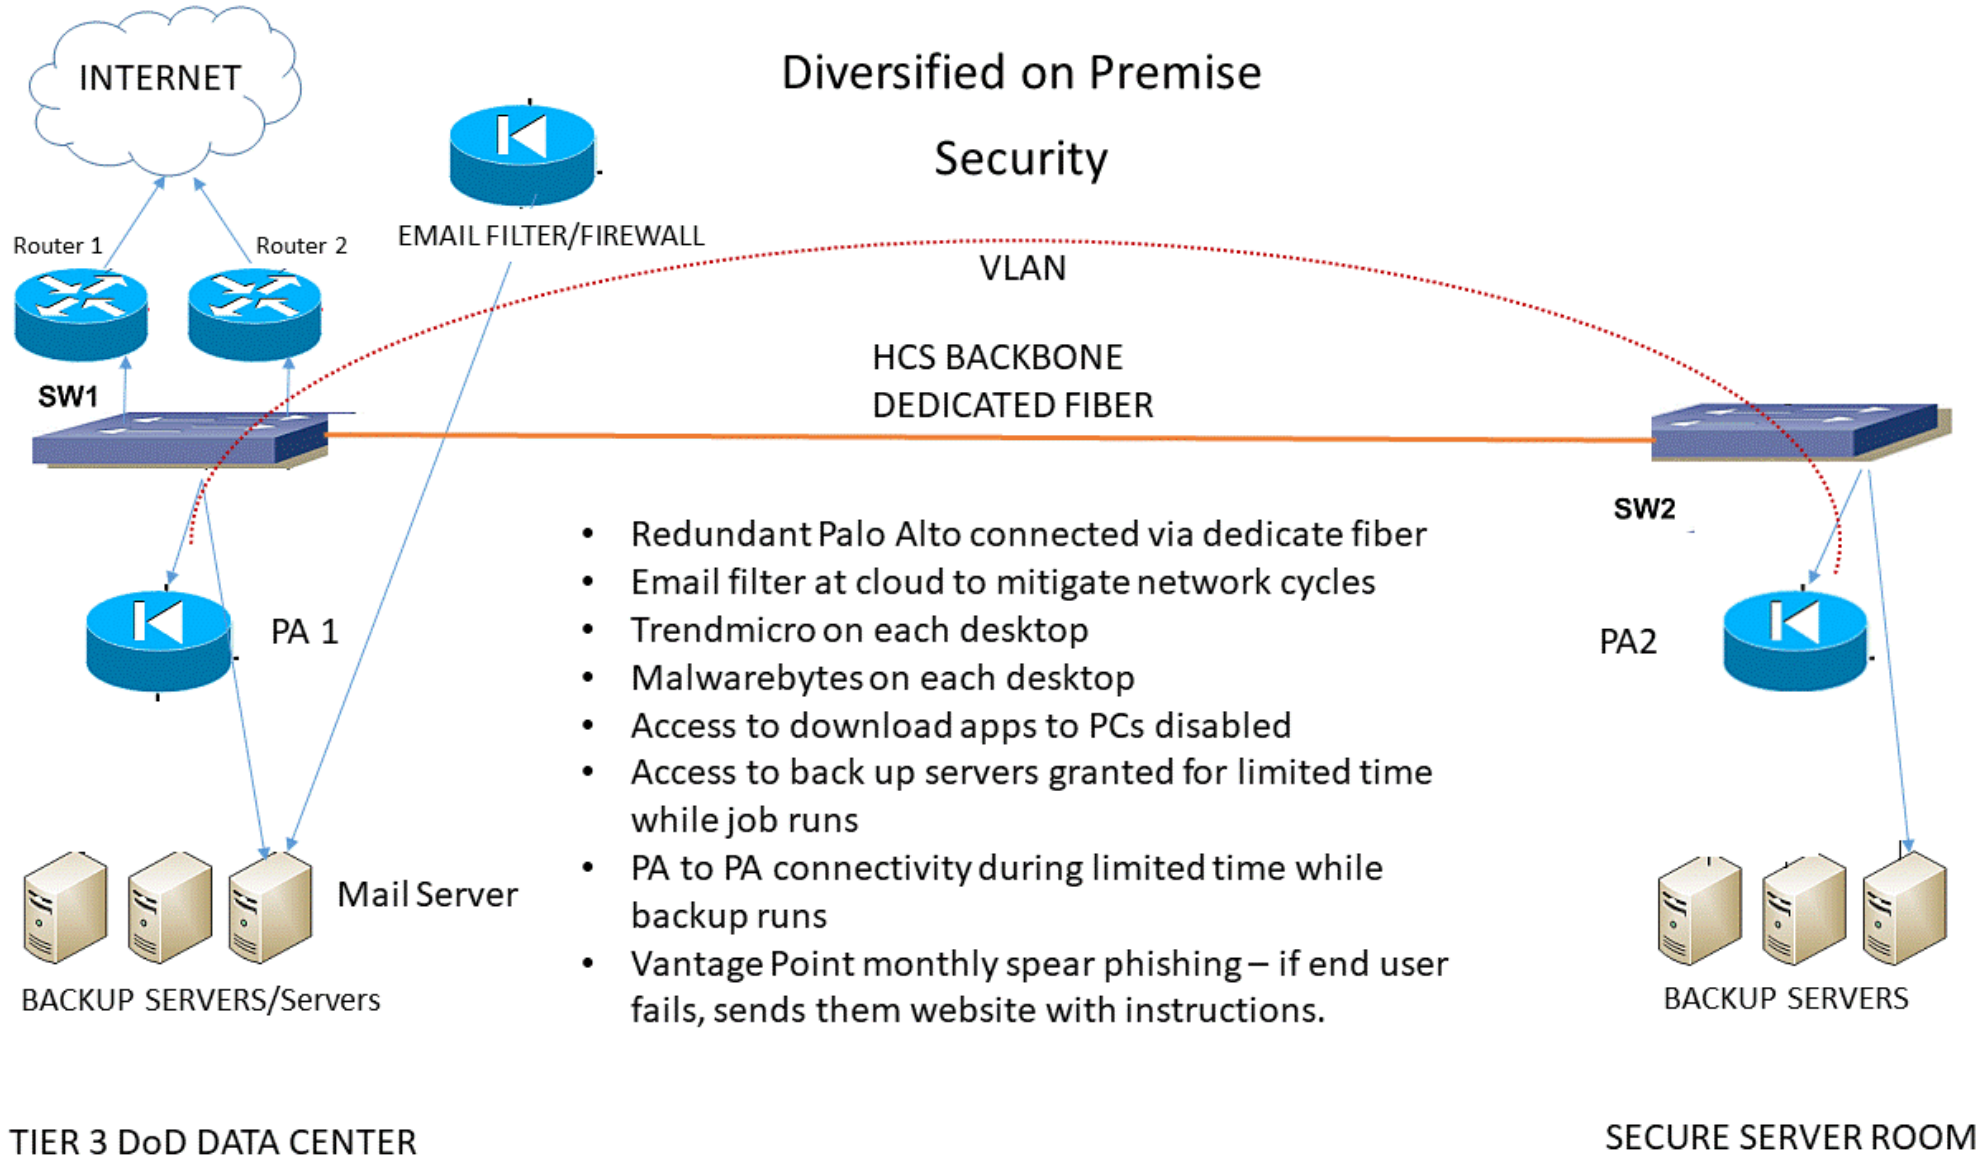 INTERNET
Diversified on Premise
Security
Router 1
Router 2
EMAIL FILTER/FIREWALL
VLAN
HCS BACKBONE
DEDICATED FIBER
SW1
SW2
• Redundant Palo Alto connected via dedicate fiber
• Email filter at cloud to mitigate network cycles
• Trendmicro on each desktop
• Malwarebytes on each desktop
• Access to download apps to PCs disabled
• Access to back up servers granted for limited time
while job runs
• PA to PA connectivity during limited time while
backup runs
• Vantage Point monthly spear phishing – if end user
fails, sends them website with instructions.
PA 1
PA2
Mail Server
BACKUP SERVERS/Servers
BACKUP SERVERS
TIER 3 DoD DATA CENTER
SECURE SERVER ROOM